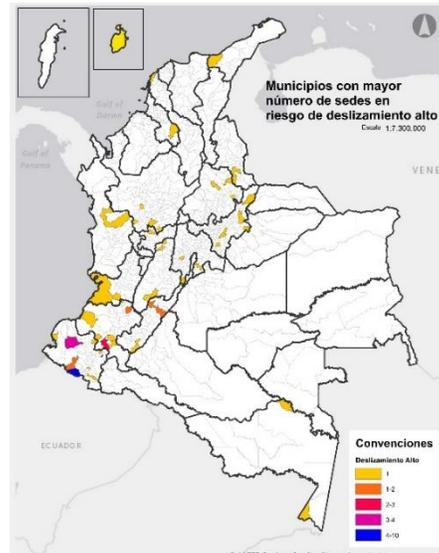 Municipios con mayor
número de sedes en
riesgo de deslizamiento alto
Escala 1:7.300.000
Gulf of
Darien
Gulf of
Panama
VENE
ECUADOR
Convenciones
Deslizamiento Alto
1
1-2
2-3
3-4
4-10